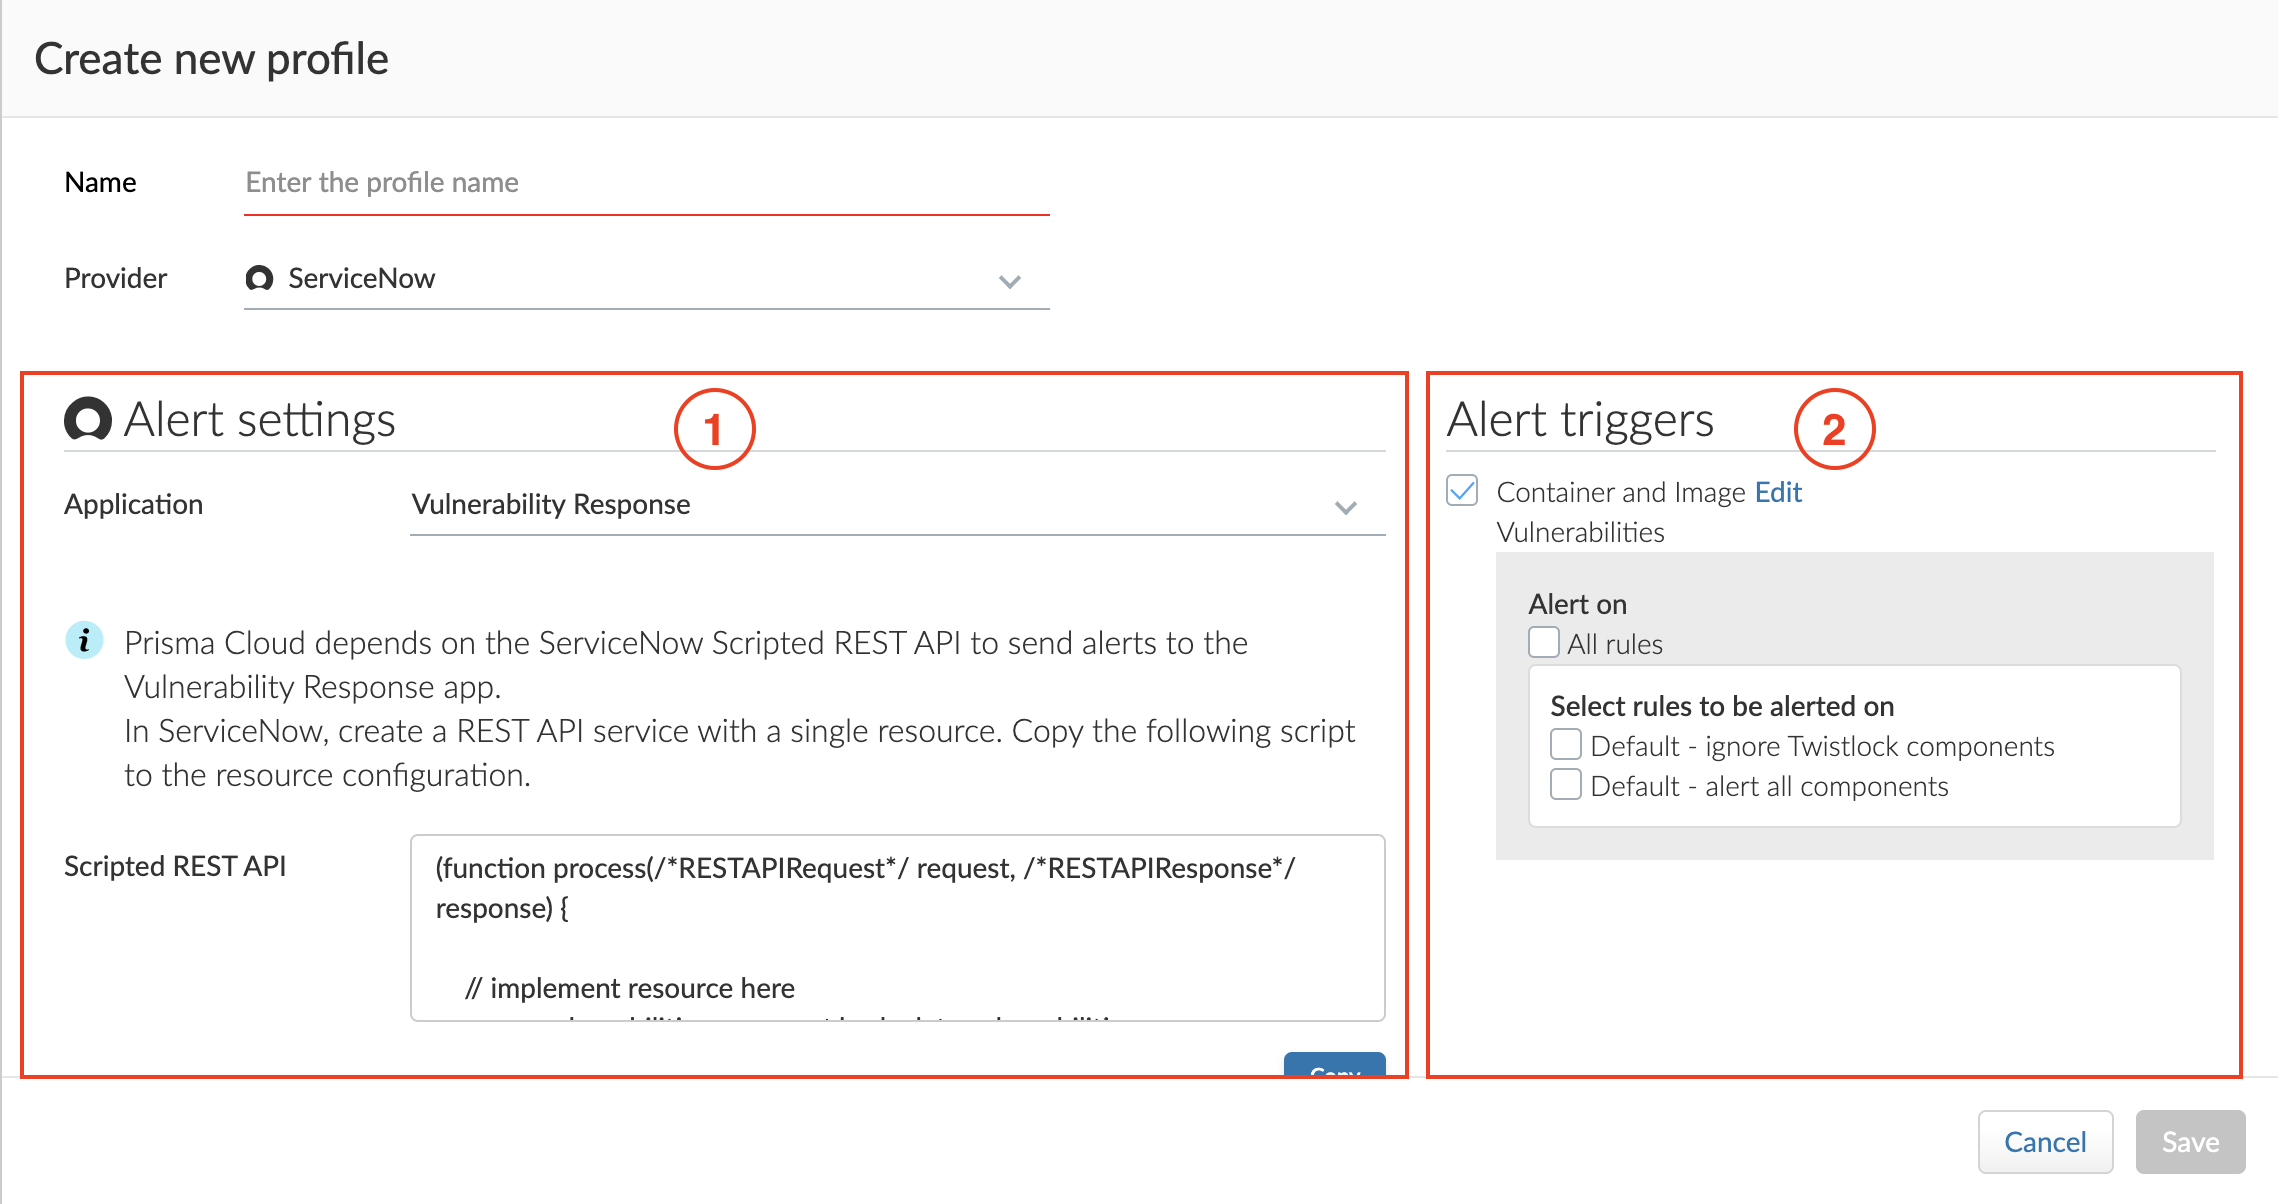 Create new profile
Name
Enter the profile name
Provider
ServiceNow
Alert settings
1
Application
Vulnerability Response
i
Prisma Cloud depends on the ServiceNow Scripted REST API to send alerts to the
Vulnerability Response app.
In ServiceNow, create a REST API service with a single resource. Copy the following script
to the resource configuration.
Scripted REST API
(function process(/*RESTAPIRequest*/ request, /*RESTAPIResponse*/
response) {
// implement resource here
Copy
Alert triggers
2
Container and Image Edit
Vulnerabilities
Alert on
All rules
Select rules to be alerted on
Default - ignore Twistlock components
Default - alert all components
Cancel
Save